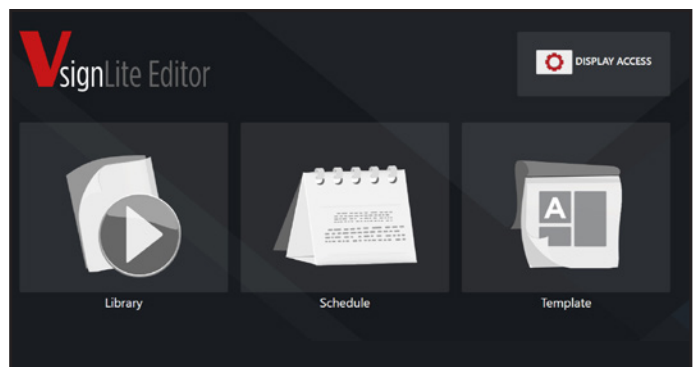 VsignLite Editor
DISPLAY ACCESS
A
Library
Schedule
Template